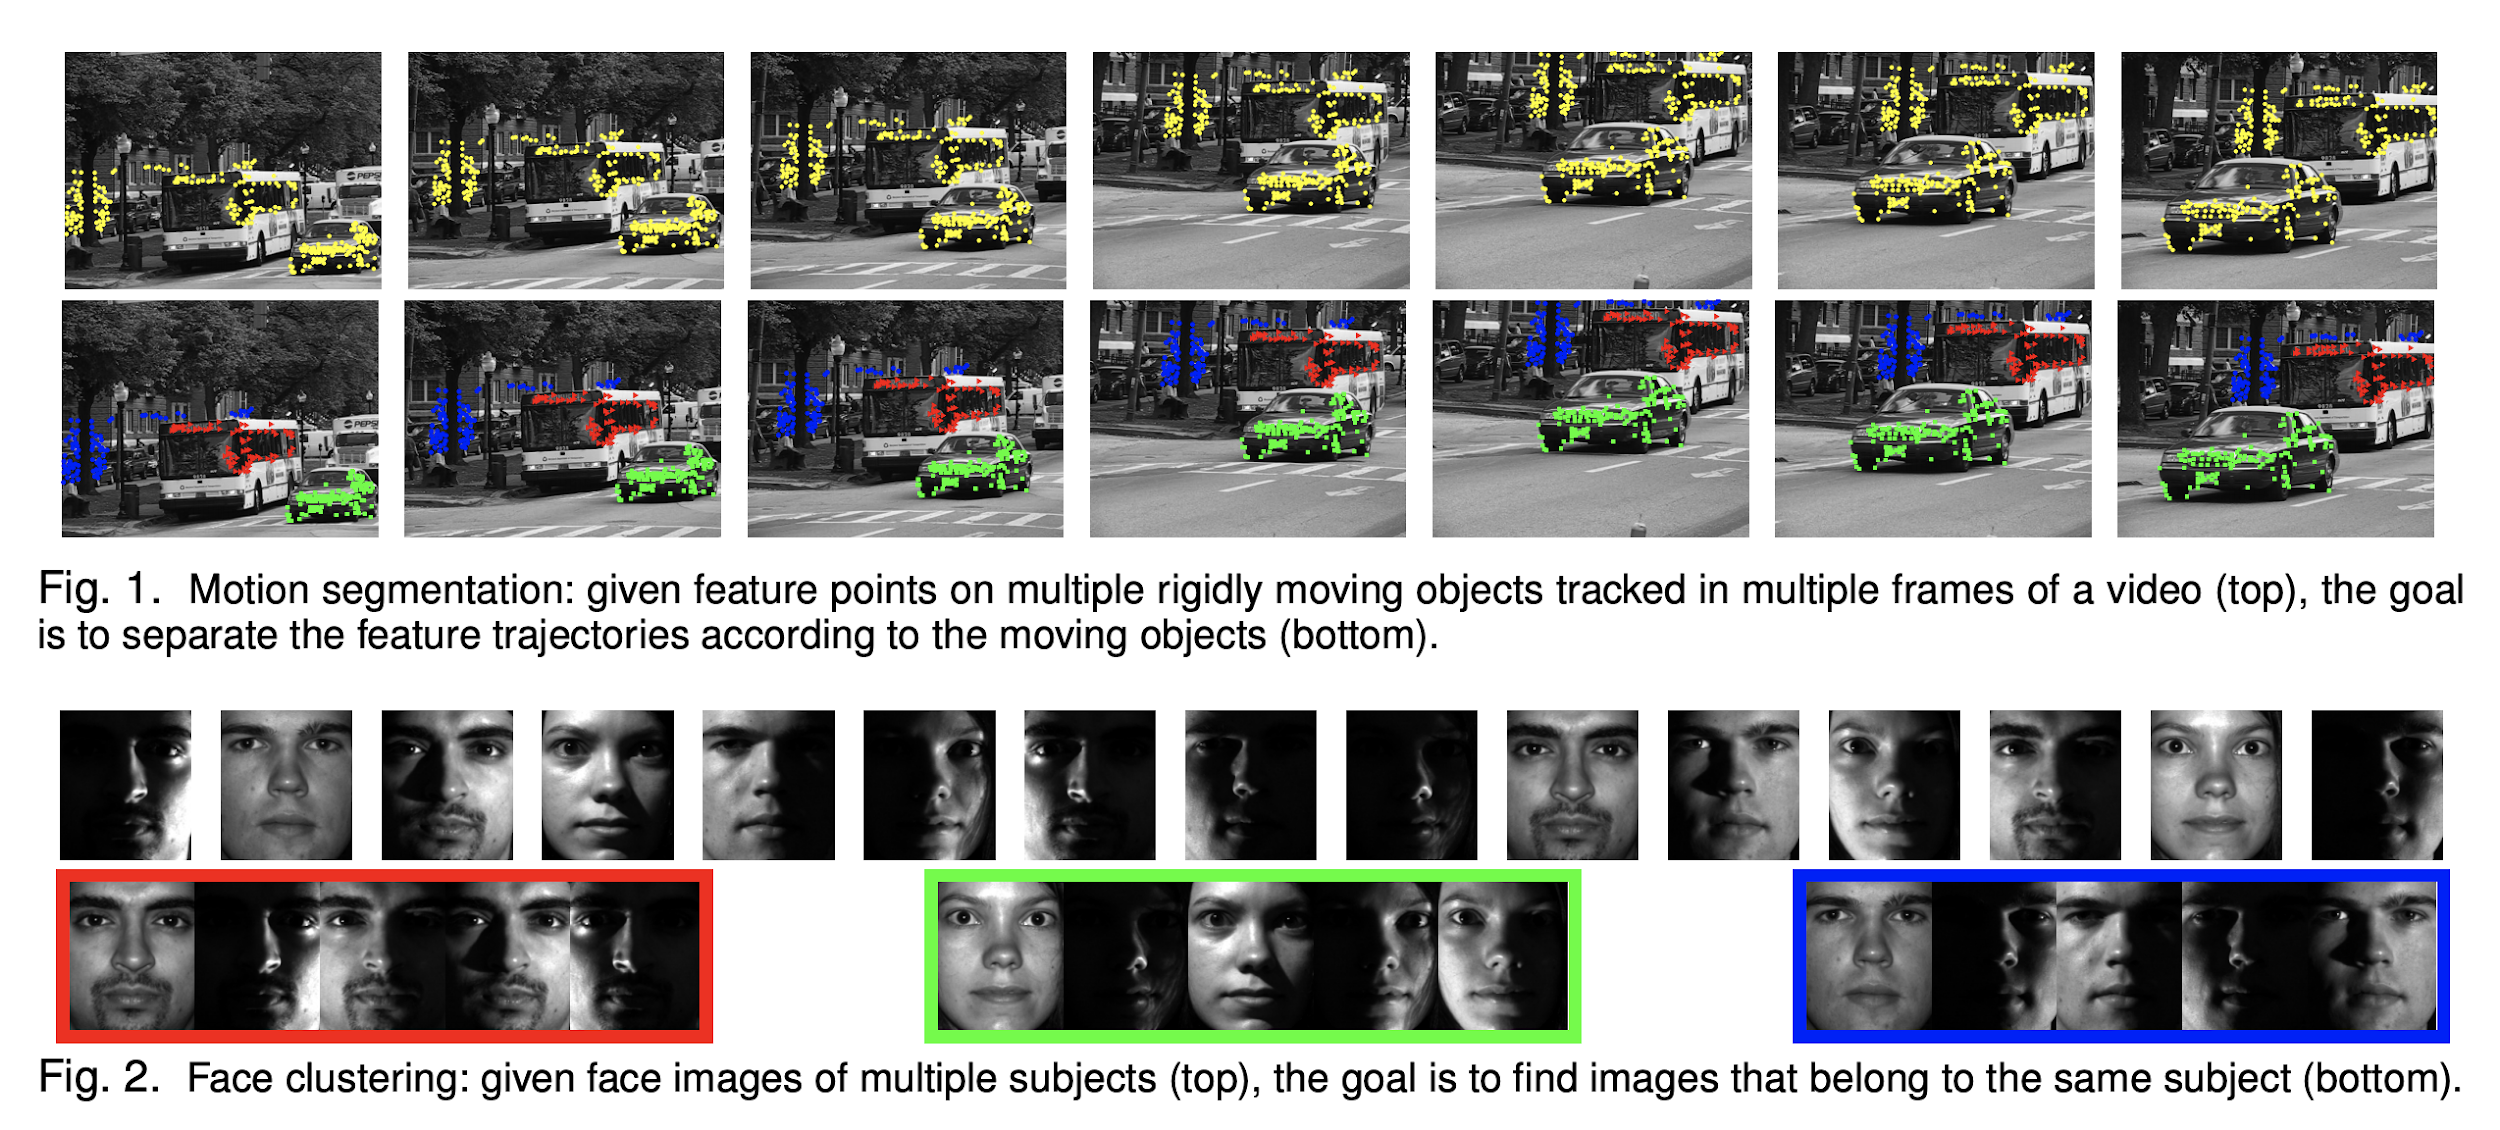 PEPSI
9828
Fig. 1. Motion segmentation: given feature points on multiple rigidly moving objects tracked in multiple frames of a video (top), the goal
is to separate the feature trajectories according to the moving objects (bottom).
Fig. 2. Face clustering: given face images of multiple subjects (top), the goal is to find images that belong to the same subject (bottom).